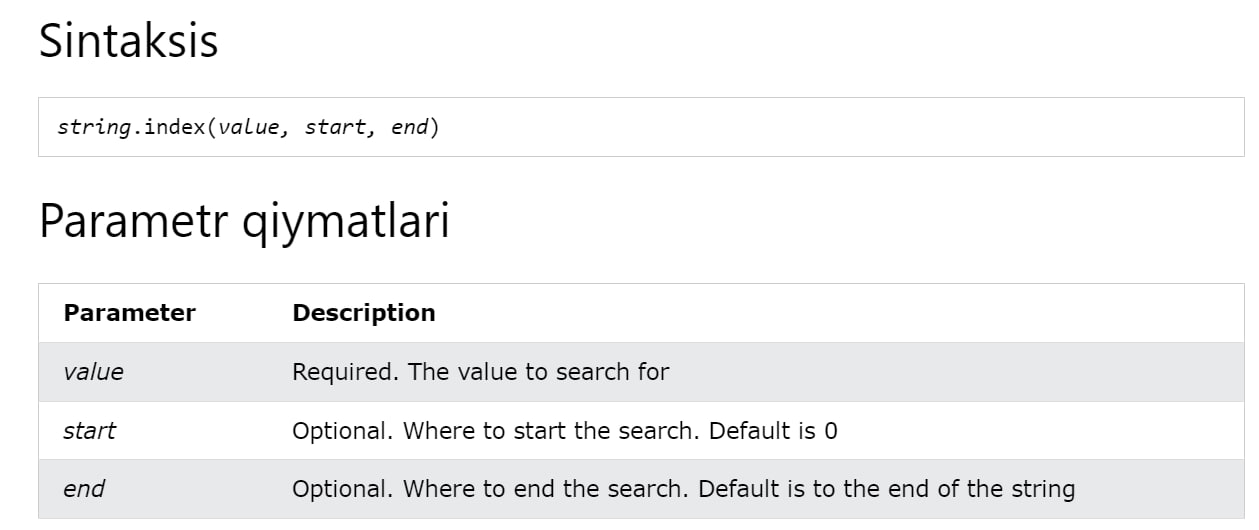 Sintaksis
string.index(value, start, end)
Parametr qiymatlari
Parameter Description
value Required. The value to search for
start Optional. Where to start the search. Default is 0
end Optional. Where to end the search. Default is to the end of the string